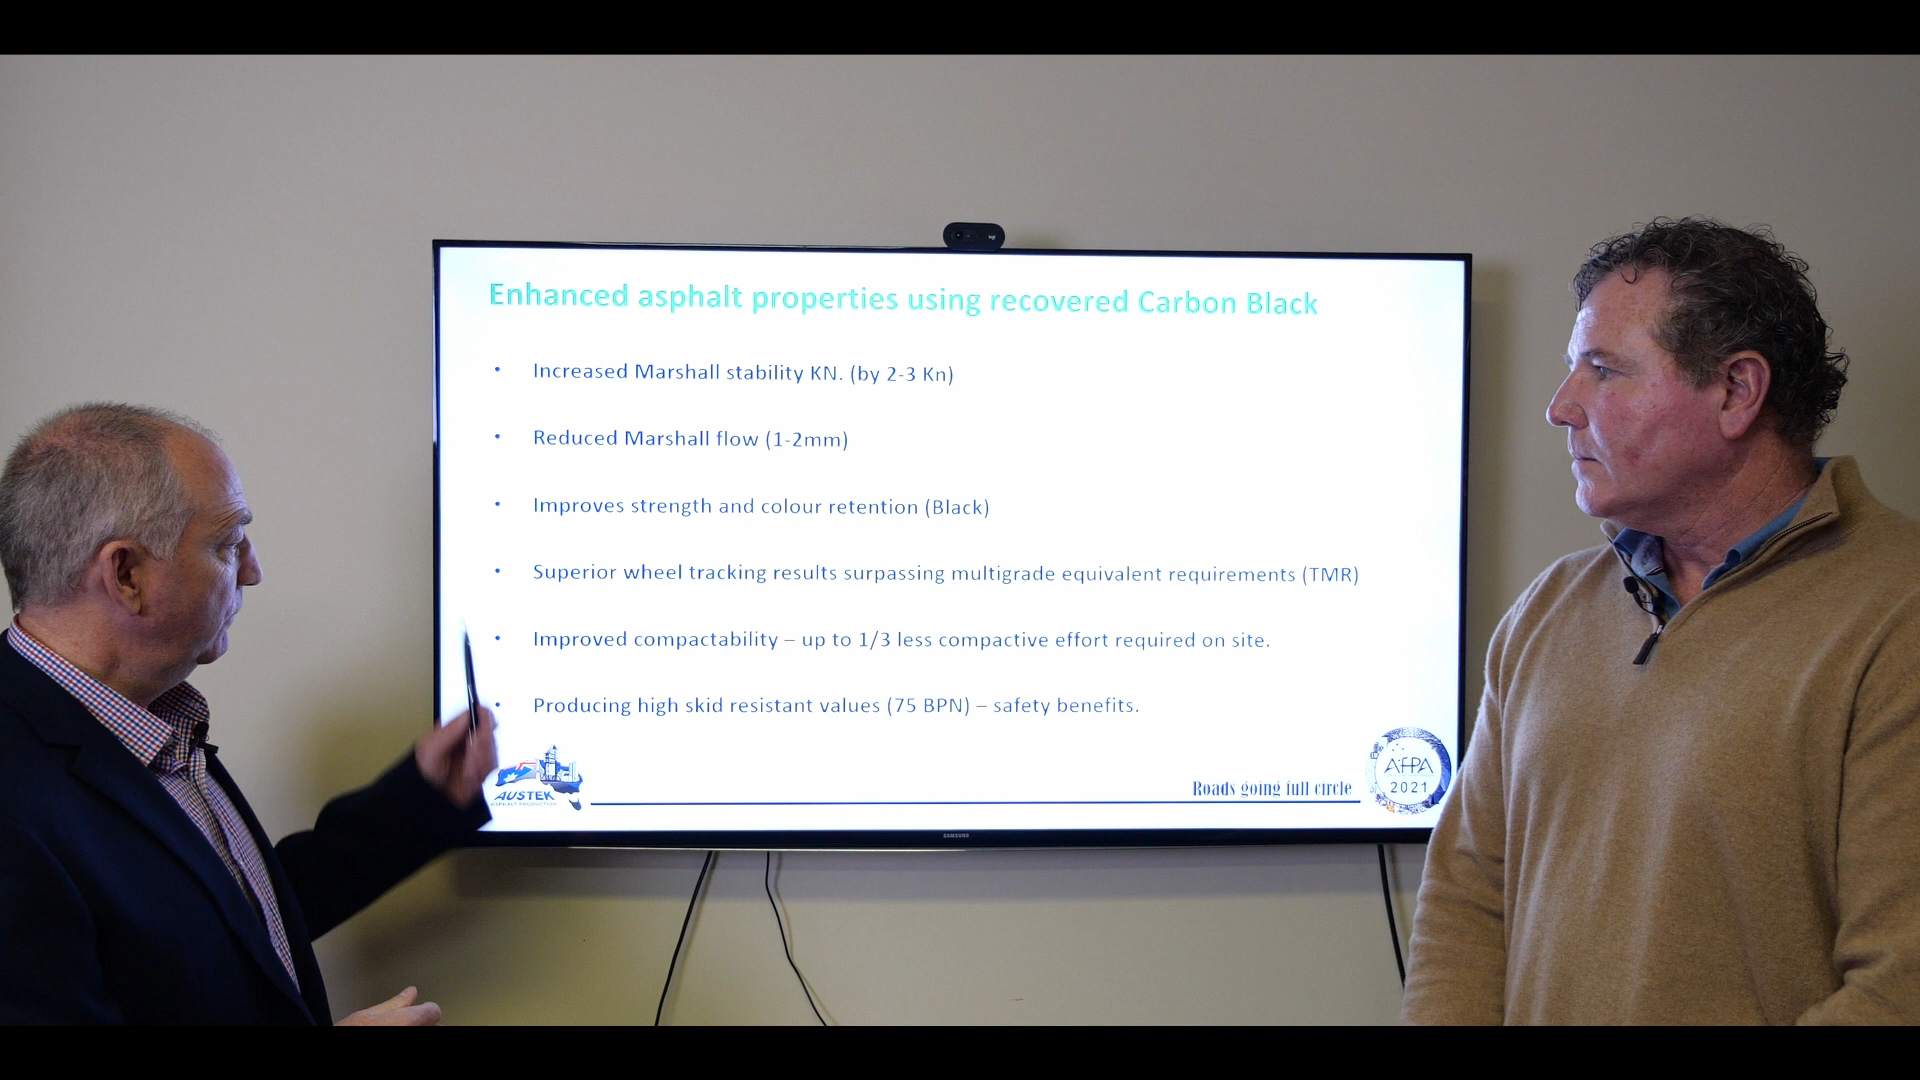 logi
Enhanced asphalt properties using recovered Carbon Black
• Increased Marshall stability KN. (by 2-3 Kn)
• Reduced Marshall flow (1-2mm)
• Improves strength and colour retention (Black)
• Superior wheel tracking results surpassing multigrade equivalent requirements (TMR)
• Improved compactability – up to 1/3 less compactive effort required on site.
• Producing high skid resistant values (75 BPN) – safety benefits.
AUSTEK
ASPHALT PRODUCTION
Roads going full circle
AfPA
2021
SAMSUNG